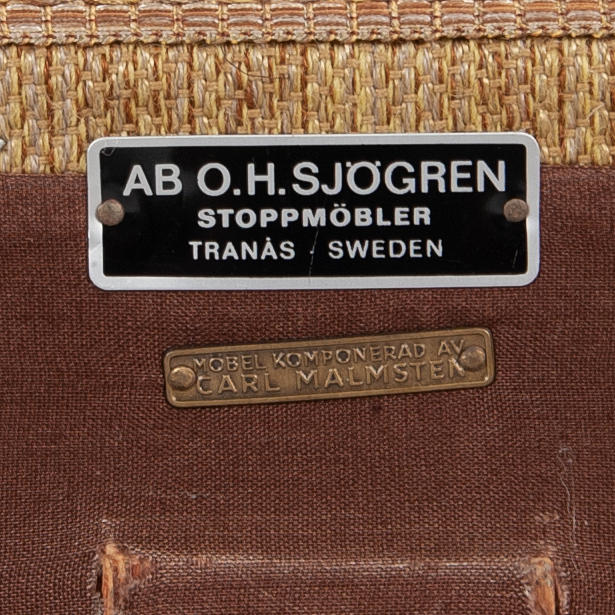 AB O.H.SJÖGREN
STOPPMÖBLER
TRANÅS · SWEDEN
MÖBEL KOMPONERAD AV
CARL MALMSTEN